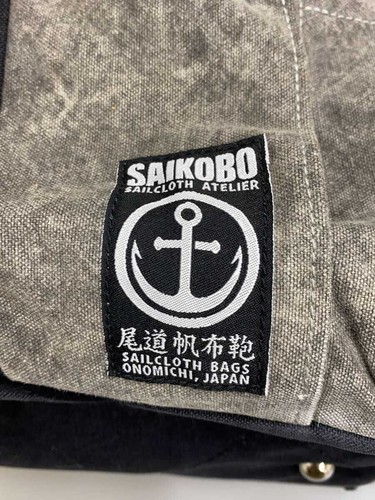 SAIKOBO
SAILCLOTH ATELIER
尾道帆布鞄
SAILCLOTH BAGS
ONOMICHI, JAPAN